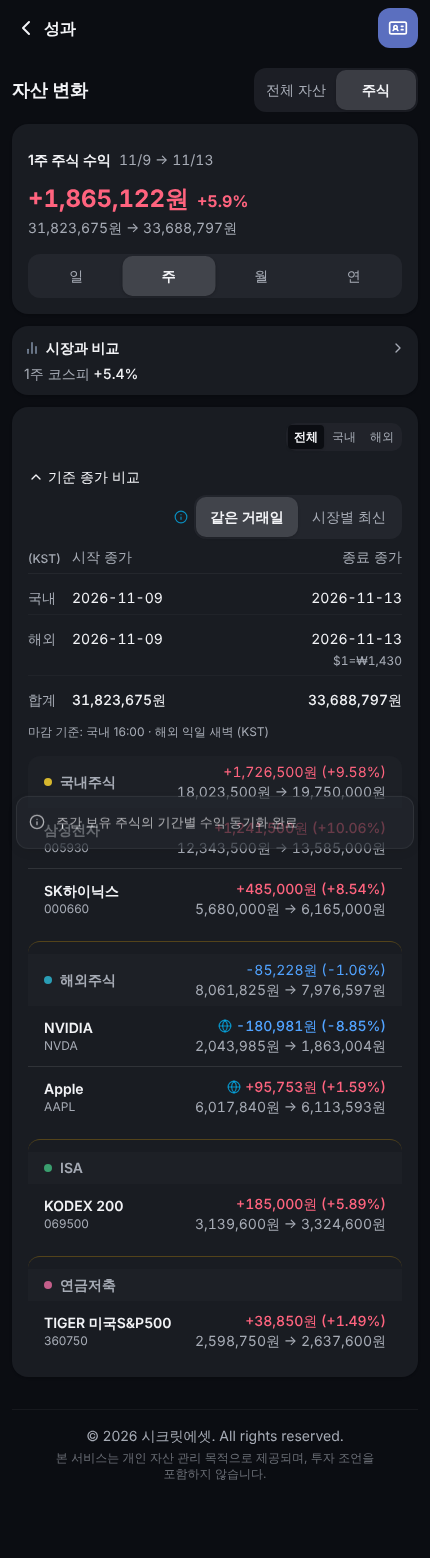 성과
자산 변화
전체 자산 주식
1주 주식 수익 11/9 → 11/13
+1,865,122원 +5.9%
31,823,675원 → 33,688,797원
일 주 월 연
시장과 비교
1주 코스피 +5.4%
전체 국내 해외
기준 종가 비교
같은 거래일 시장별 최신
(KST) 시작 종가 종료 종가
국내 2026-11-09 2026-11-13
해외 2026-11-09 2026-11-13
$1=₩1,430
합계 31,823,675원 33,688,797원
마감 기준: 국내 16:00 · 해외 익일 새벽 (KST)
국내주식 +1,726,500원 (+9.58%)
18,023,500원 → 19,750,000원
주간 보유 주식의 기간별 수익 동기화 완료
삼성전자 +1,241,500원 (+10.06%)
005930 12,343,500원 → 13,585,000원
SK하이닉스 +485,000원 (+8.54%)
000660 5,680,000원 → 6,165,000원
해외주식 -85,228원 (-1.06%)
8,061,825원 → 7,976,597원
NVIDIA -180,981원 (-8.85%)
NVDA 2,043,985원 → 1,863,004원
Apple +95,753원 (+1.59%)
AAPL 6,017,840원 → 6,113,593원
ISA
KODEX 200 +185,000원 (+5.89%)
069500 3,139,600원 → 3,324,600원
연금저축
TIGER 미국S&P500 +38,850원 (+1.49%)
360750 2,598,750원 → 2,637,600원
© 2026 시크릿에셋. All rights reserved.
본 서비스는 개인 자산 관리 목적으로 제공되며, 투자 조언을
포함하지 않습니다.